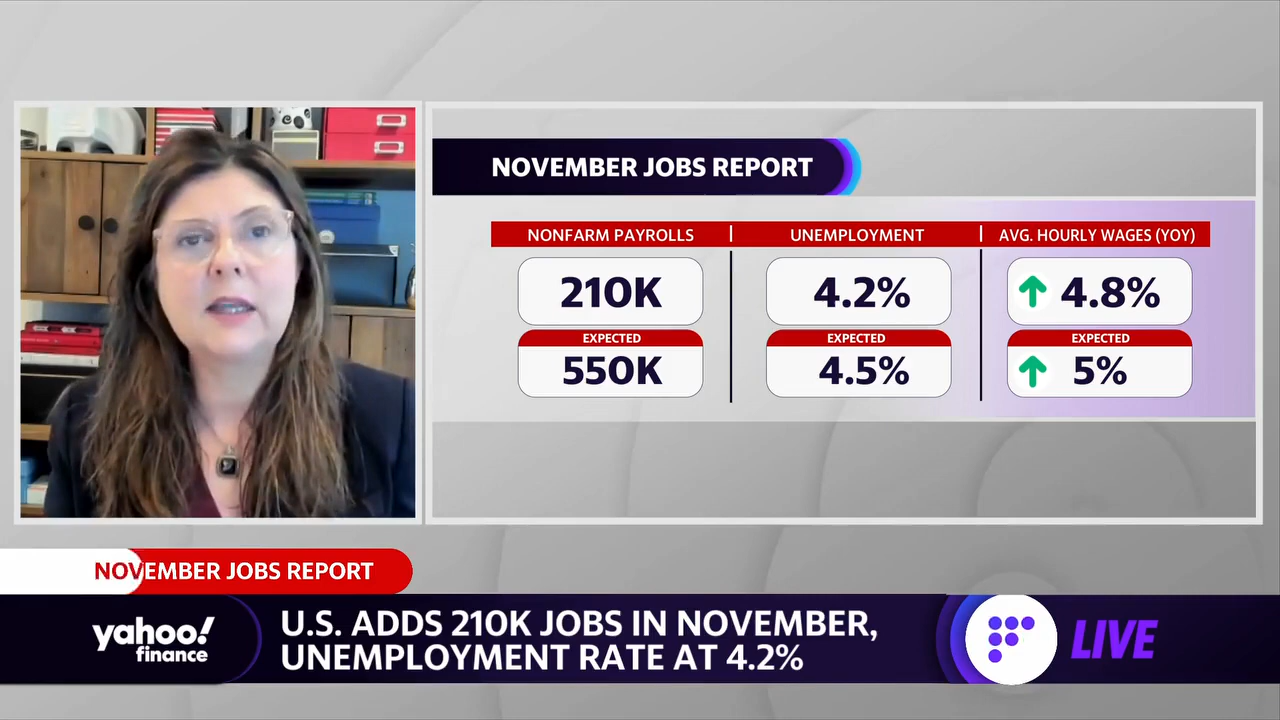 NOVEMBER JOBS REPORT
NONFARM PAYROLLS | UNEMPLOYMENT | AVG. HOURLY WAGES (YOY)
210K 4.2% 4.8%
EXPECTED EXPECTED EXPECTED
550K 4.5% 5%
NOVEMBER JOBS REPORT
yahoo!
finance
U.S. ADDS 210K JOBS IN NOVEMBER,
UNEMPLOYMENT RATE AT 4.2%
LIVE